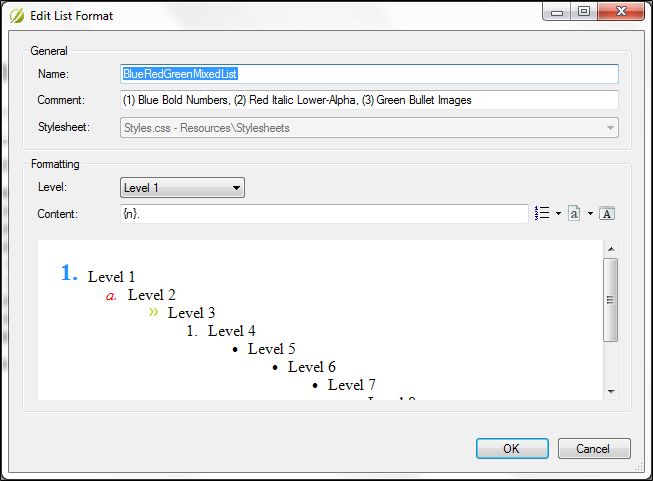 Edit List Format
General
Name: BlueRedGreenMixedList
Comment: (1) Blue Bold Numbers, (2) Red Italic Lower-Alpha, (3) Green Bullet Images
Stylesheet: Styles.css - Resources\Stylesheets
Formatting
Level: Level 1
Content: {n}.
1. Level 1
a. Level 2
» Level 3
1. Level 4
• Level 5
• Level 6
• Level 7
OK Cancel